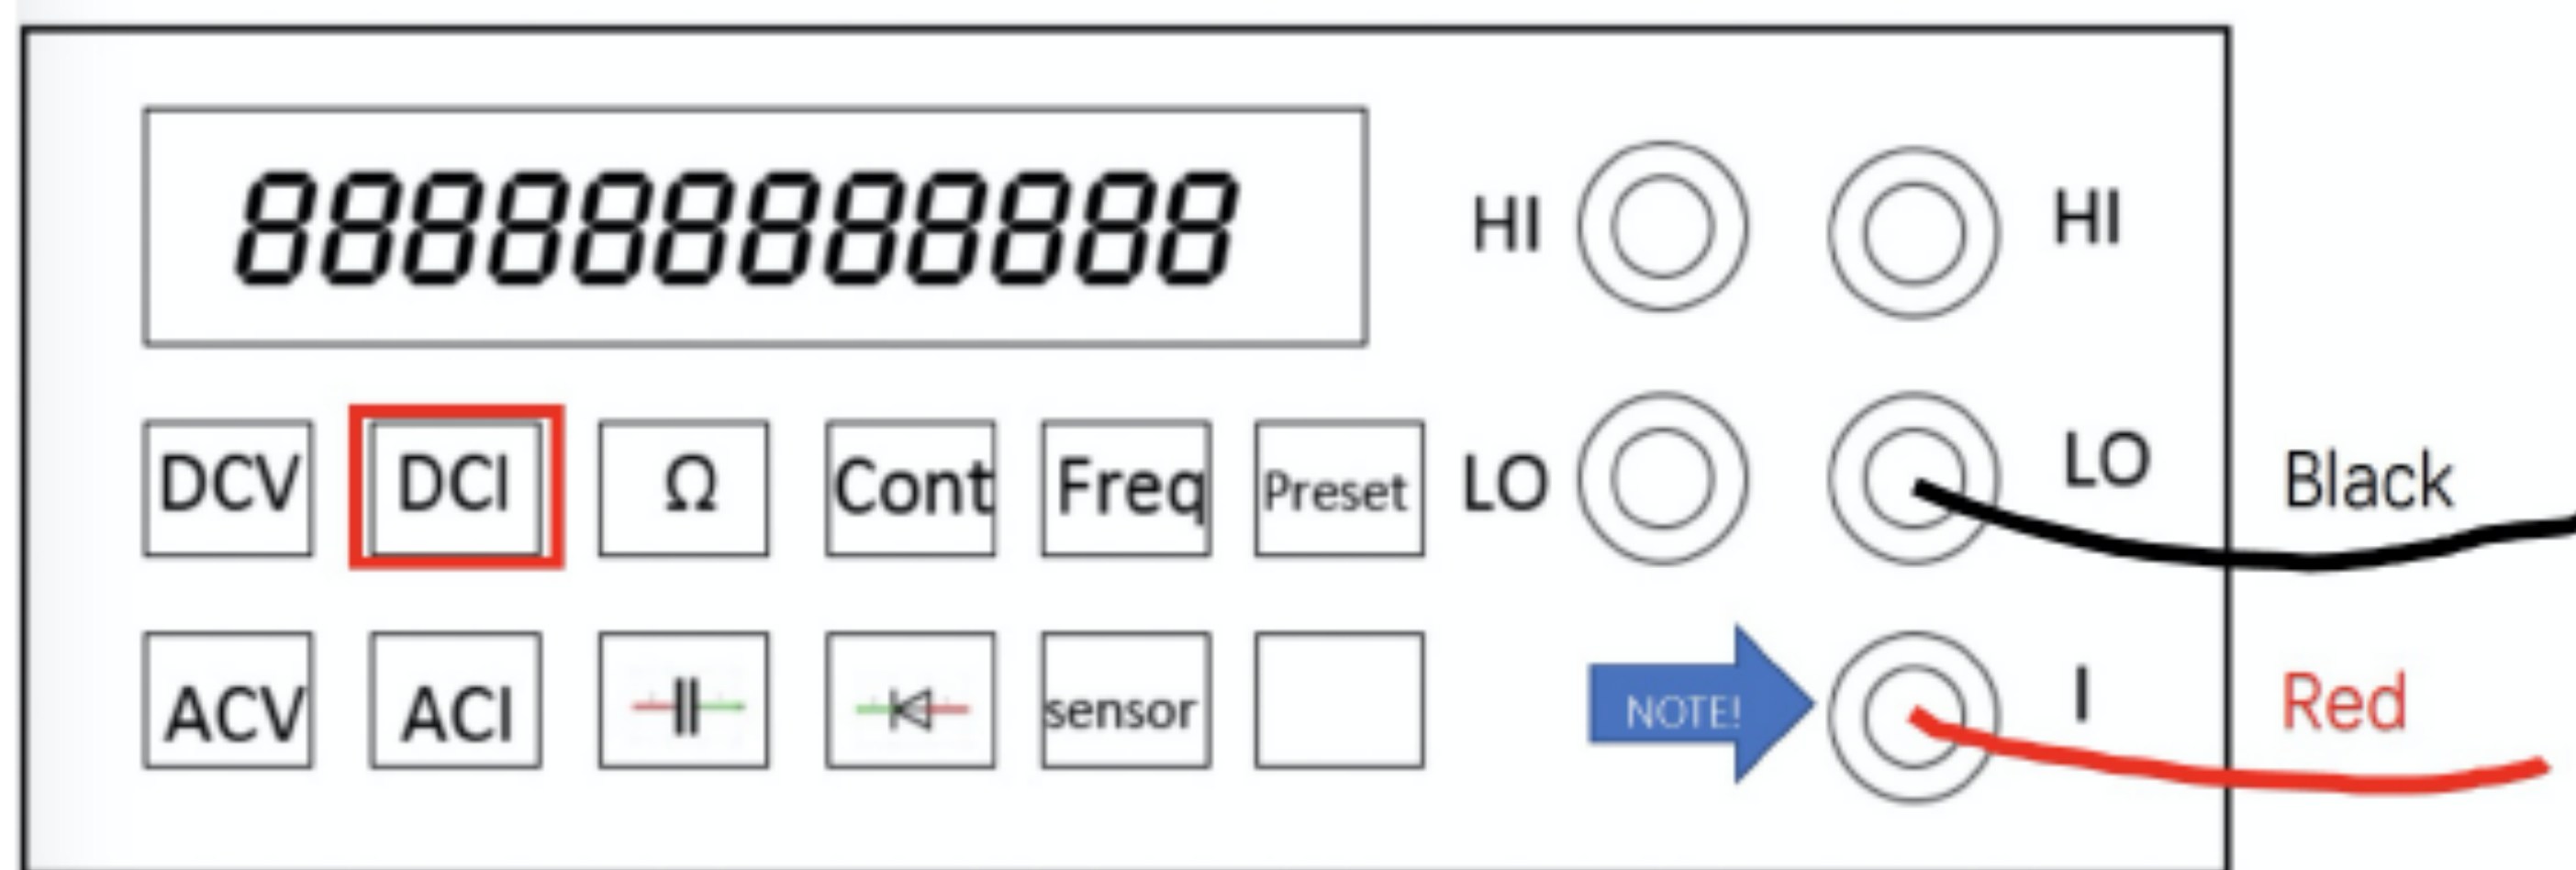 888888888888
HI HI
DCV DCI Ω Cont Freq Preset LO LO Black
ACV ACI sensor NOTE! I Red